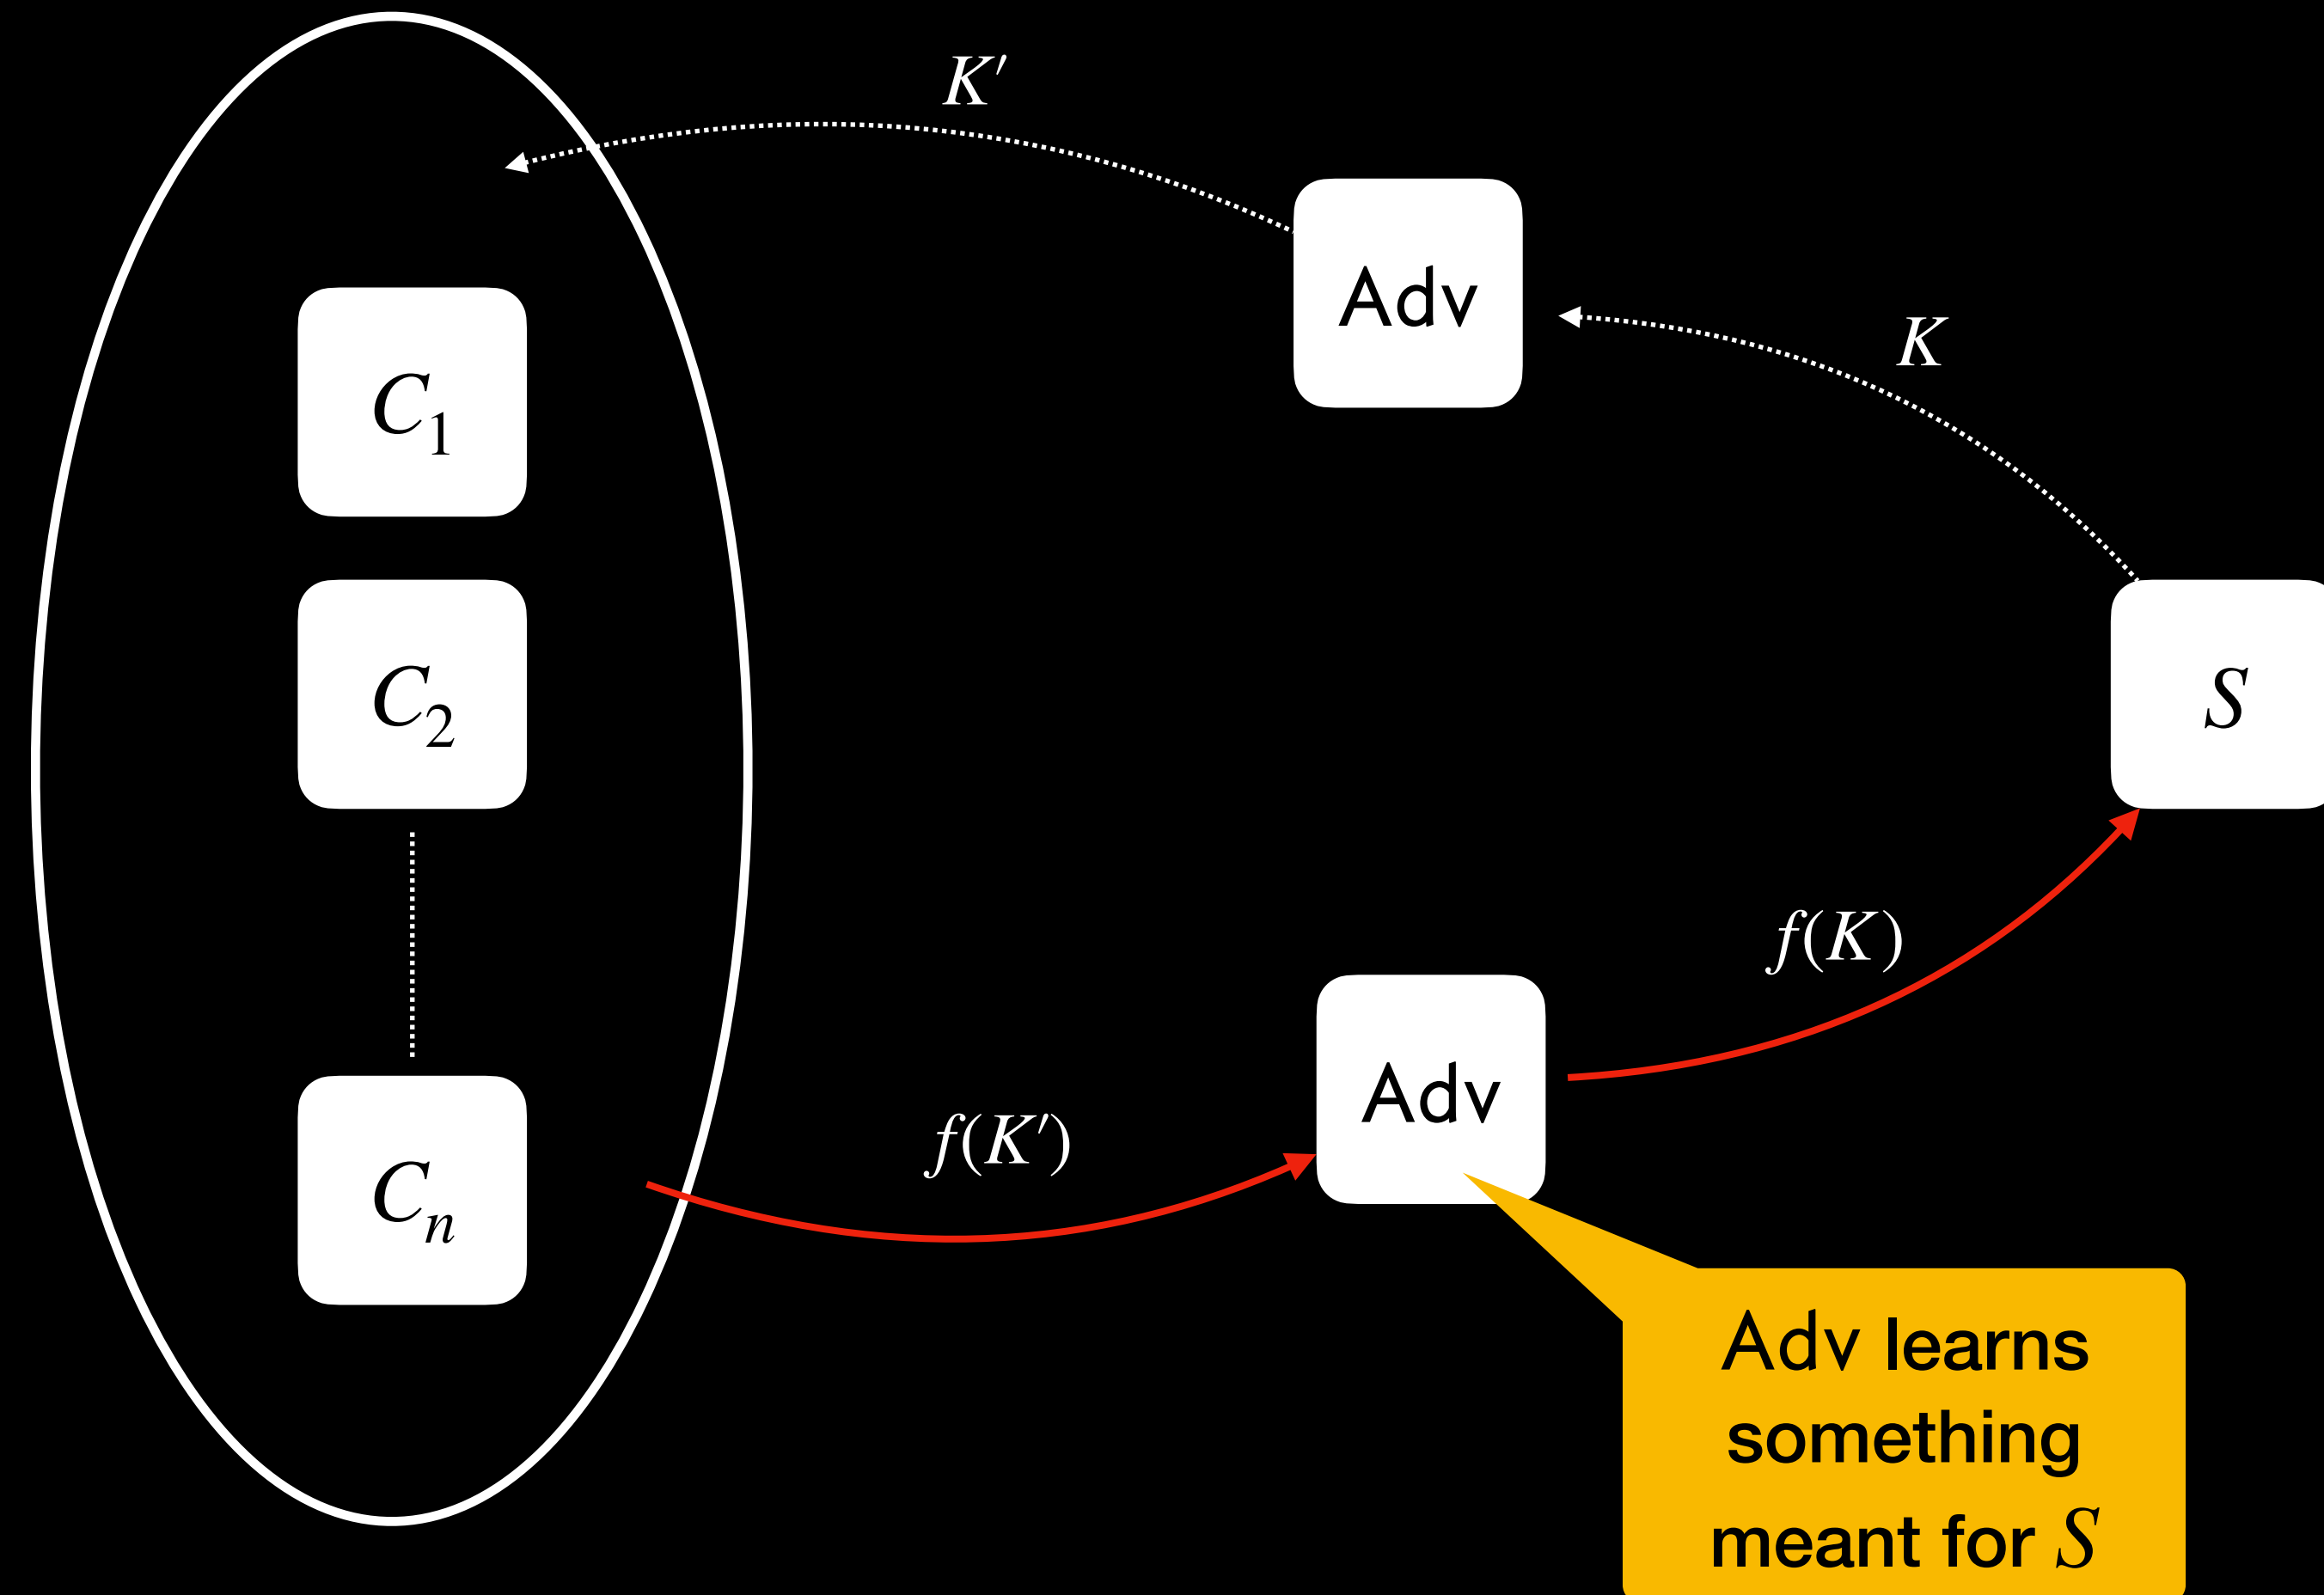 K′
Adv
K
C₁
C₂
S
f(K)
Adv
f(K′)
Cₙ
Adv learns
something
meant for S